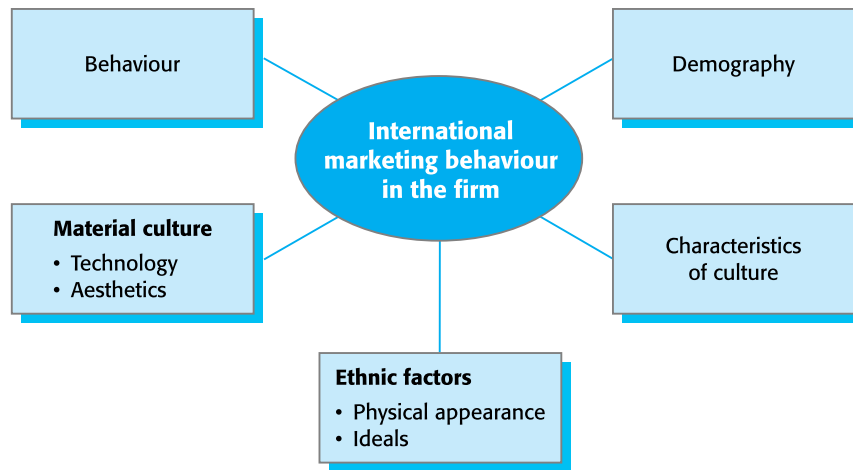 Behaviour
Demography
International
marketing behaviour
in the firm
Material culture
• Technology
• Aesthetics
Characteristics
of culture
Ethnic factors
• Physical appearance
• Ideals